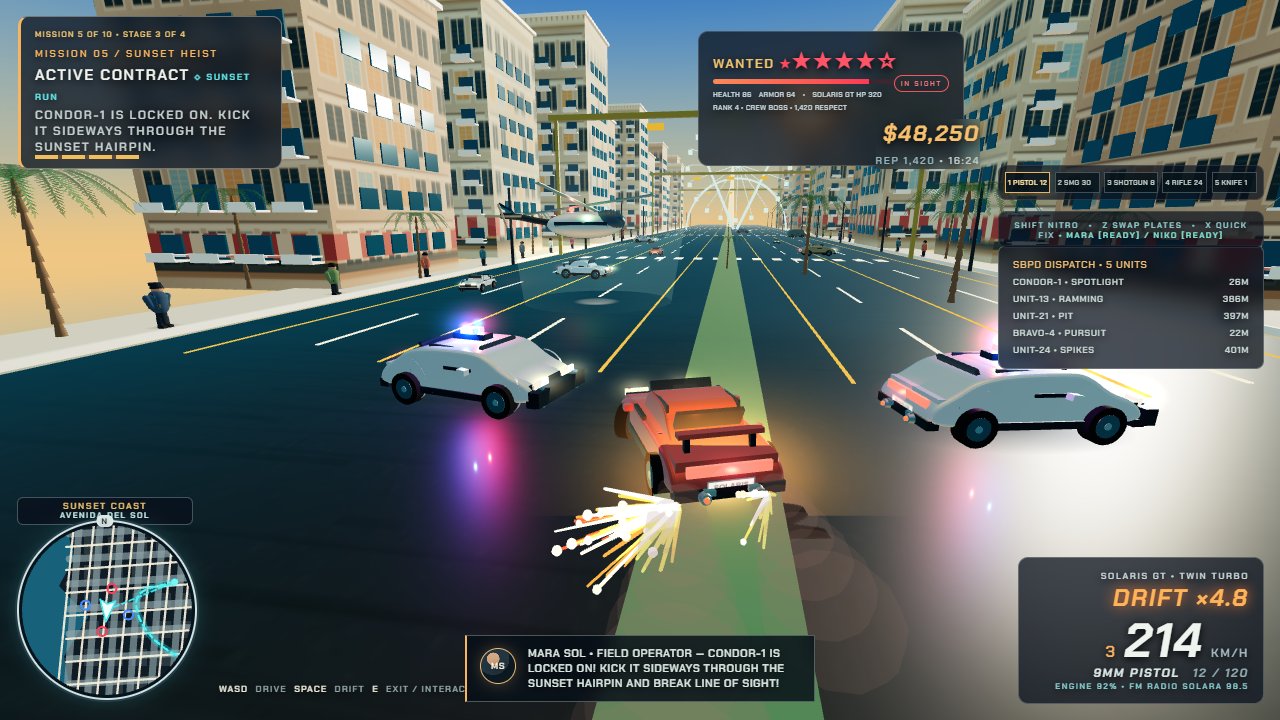 MISSION 5 OF 10 • STAGE 3 OF 4
MISSION 05 / SUNSET HEIST
ACTIVE CONTRACT ◇ SUNSET
RUN
CONDOR-1 IS LOCKED ON. KICK
IT SIDEWAYS THROUGH THE
SUNSET HAIRPIN.
WANTED ★★★★★☆
IN SIGHT
HEALTH 86 ARMOR 64 • SOLARIS GT HP 320
RANK 4 • CREW BOSS • 1,420 RESPECT
$48,250
REP 1,420 • 16:24
1 PISTOL 12 2 SMG 30 3 SHOTGUN 8 4 RIFLE 24 5 KNIFE 1
SHIFT NITRO • Z SWAP PLATES • X QUICK
FIX • MARA [READY] / NIKO [READY]
SBPD DISPATCH • 5 UNITS
CONDOR-1 • SPOTLIGHT 26M
UNIT-13 • RAMMING 386M
UNIT-21 • PIT 397M
BRAVO-4 • PURSUIT 22M
UNIT-24 • SPIKES 401M
SOLARIS
SUNSET COAST
AVENIDA DEL SOL
N
WASD DRIVE SPACE DRIFT E EXIT / INTERAC
MS
MARA SOL • FIELD OPERATOR — CONDOR-1 IS
LOCKED ON! KICK IT SIDEWAYS THROUGH THE
SUNSET HAIRPIN AND BREAK LINE OF SIGHT!
SOLARIS GT • TWIN TURBO
DRIFT ×4.8
3 214 KM/H
9MM PISTOL 12 / 120
ENGINE 92% • FM RADIO SOLARA 98.5